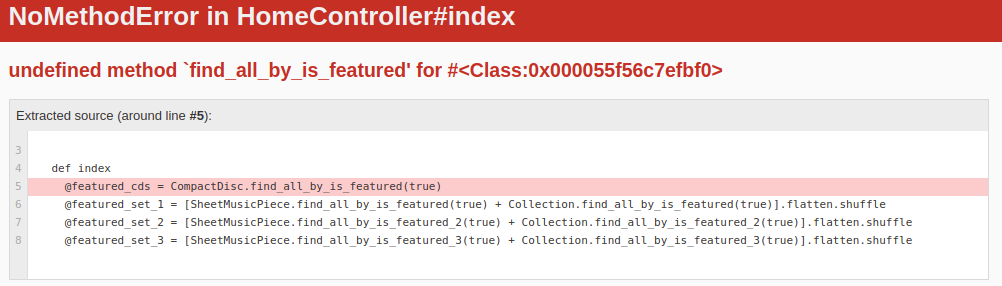 NoMethodError in HomeController#index
undefined method `find_all_by_is_featured' for #<Class:0x000055f56c7efbf0>
Extracted source (around line #5):
3
4 def index
5 @featured_cds = CompactDisc.find_all_by_is_featured(true)
6 @featured_set_1 = [SheetMusicPiece.find_all_by_is_featured(true) + Collection.find_all_by_is_featured(true)].flatten.shuffle
7 @featured_set_2 = [SheetMusicPiece.find_all_by_is_featured_2(true) + Collection.find_all_by_is_featured_2(true)].flatten.shuffle
8 @featured_set_3 = [SheetMusicPiece.find_all_by_is_featured_3(true) + Collection.find_all_by_is_featured_3(true)].flatten.shuffle